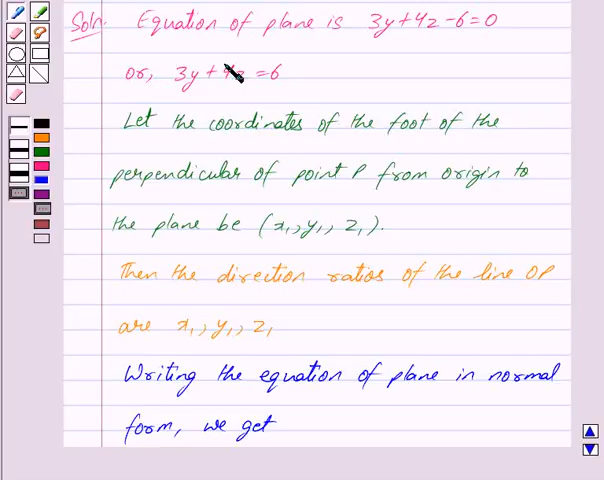 Soln. Equation of plane is 3y+4z-6=0
or, 3y+4z=6
Let the coordinates of the foot of the
perpendicular of point P from origin to
the plane be (x₁, y₁, z₁).
Then the direction ratios of the line OP
are x₁, y₁, z₁
Writing the equation of plane in normal
form, we get